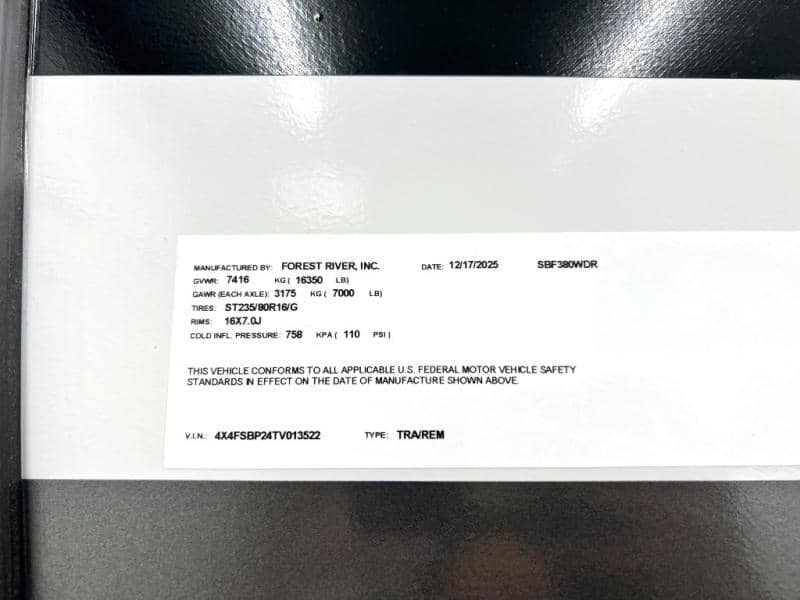 MANUFACTURED BY: FOREST RIVER, INC. DATE: 12/17/2025 SBF380WDR
GVWR: 7416 KG ( 16350 LB)
GAWR (EACH AXLE): 3175 KG ( 7000 LB)
TIRES: ST235/80R16/G
RIMS: 16X7.0J
COLD INFL. PRESSURE: 758 KPA ( 110 PSI )
THIS VEHICLE CONFORMS TO ALL APPLICABLE U.S. FEDERAL MOTOR VEHICLE SAFETY
STANDARDS IN EFFECT ON THE DATE OF MANUFACTURE SHOWN ABOVE.
V.I.N.: 4X4FSBP24TV013522 TYPE: TRA/REM